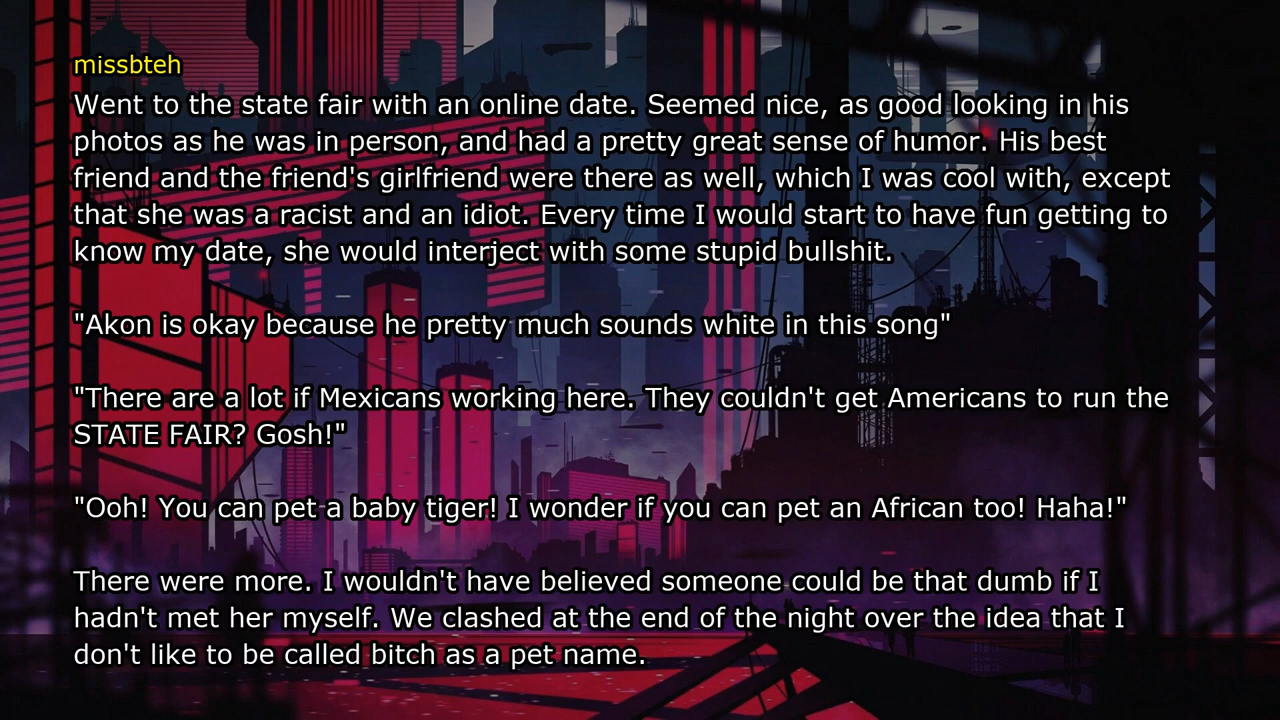 missbteh
Went to the state fair with an online date. Seemed nice, as good looking in his
photos as he was in person, and had a pretty great sense of humor. His best
friend and the friend's girlfriend were there as well, which I was cool with, except
that she was a racist and an idiot. Every time I would start to have fun getting to
know my date, she would interject with some stupid bullshit.
"Akon is okay because he pretty much sounds white in this song"
"There are a lot if Mexicans working here. They couldn't get Americans to run the
STATE FAIR? Gosh!"
"Ooh! You can pet a baby tiger! I wonder if you can pet an African too! Haha!"
There were more. I wouldn't have believed someone could be that dumb if I
hadn't met her myself. We clashed at the end of the night over the idea that I
don't like to be called bitch as a pet name.